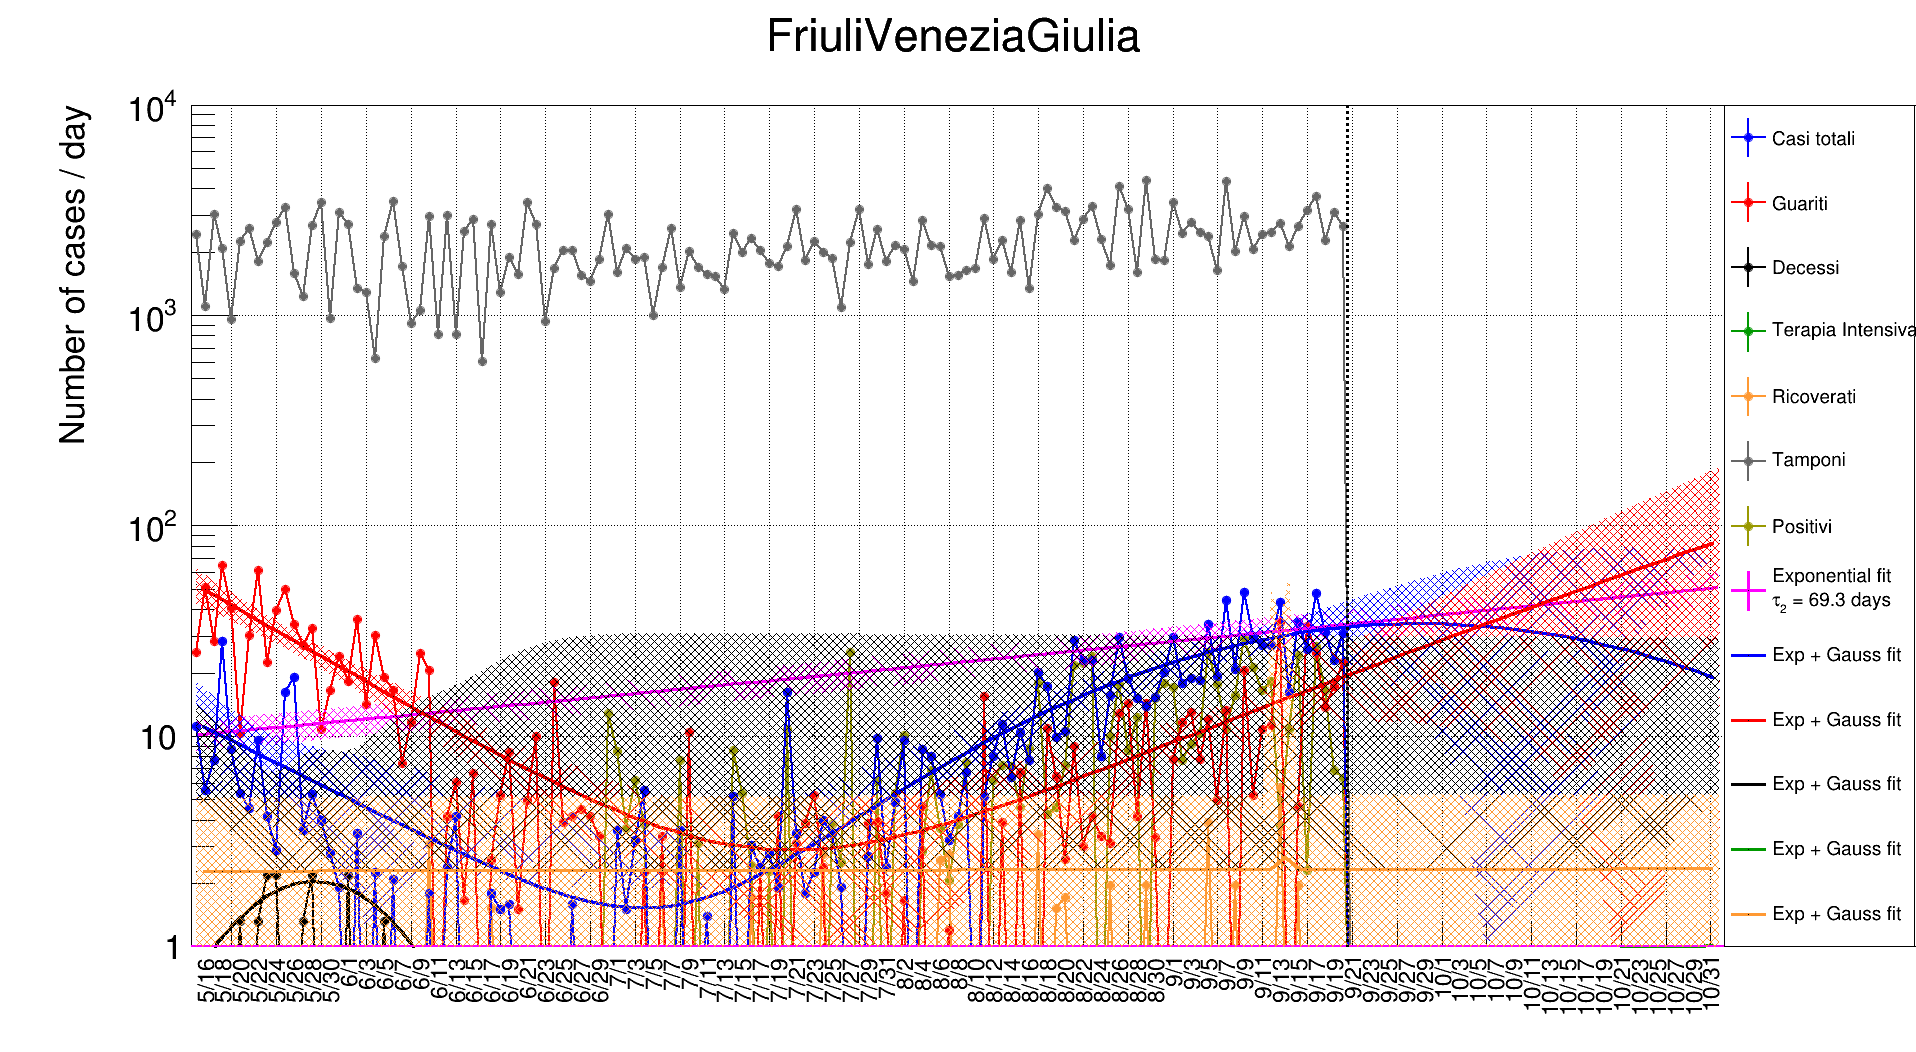 FriuliVeneziaGiulia
Number of cases / day
10^4
10^3
10^2
10
1
5/16 5/18 5/20 5/22 5/24 5/26 5/28 5/30 6/1 6/3 6/5 6/7 6/9 6/11 6/13 6/15 6/17 6/19 6/21 6/23 6/25 6/27 6/29 7/1 7/3 7/5 7/7 7/9 7/11 7/13 7/15 7/17 7/19 7/21 7/23 7/25 7/27 7/29 7/31 8/2 8/4 8/6 8/8 8/10 8/12 8/14 8/16 8/18 8/20 8/22 8/24 8/26 8/28 8/30 9/1 9/3 9/5 9/7 9/9 9/11 9/13 9/15 9/17 9/19 9/21 9/23 9/25 9/27 9/29 10/1 10/3 10/5 10/7 10/9 10/11 10/13 10/15 10/17 10/19 10/21 10/23 10/25 10/27 10/29 10/31
Casi totali
Guariti
Decessi
Terapia Intensiva
Ricoverati
Tamponi
Positivi
Exponential fit
τ₂ = 69.3 days
Exp + Gauss fit
Exp + Gauss fit
Exp + Gauss fit
Exp + Gauss fit
Exp + Gauss fit